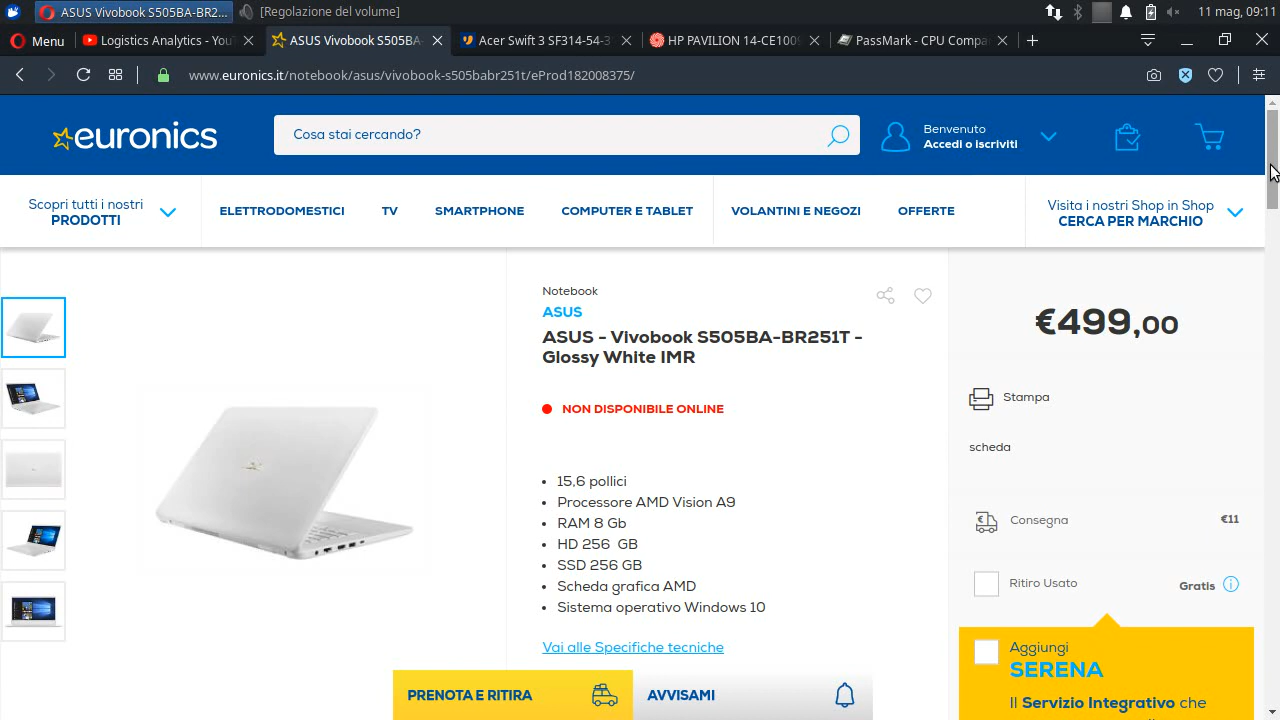 ASUS Vivobook S505BA-BR2...
[Regolazione del volume]
11 mag, 09:11
Menu
Logistics Analytics - You
ASUS Vivobook S505BA-
Acer Swift 3 SF314-54-3
HP PAVILION 14-CE1009
PassMark - CPU Compa
www.euronics.it/notebook/asus/vivobook-s505babr251t/eProd182008375/
euronics
Cosa stai cercando?
Benvenuto
Accedi o iscriviti
Scopri tutti i nostri
PRODOTTI
ELETTRODOMESTICI
TV
SMARTPHONE
COMPUTER E TABLET
VOLANTINI E NEGOZI
OFFERTE
Visita i nostri Shop in Shop
CERCA PER MARCHIO
Notebook
ASUS
ASUS - Vivobook S505BA-BR251T -
Glossy White IMR
NON DISPONIBILE ONLINE
15,6 pollici
Processore AMD Vision A9
RAM 8 Gb
HD 256 GB
SSD 256 GB
Scheda grafica AMD
Sistema operativo Windows 10
Vai alle Specifiche tecniche
PRENOTA E RITIRA
AVVISAMI
€499,00
Stampa
scheda
Consegna
€11
Ritiro Usato
Gratis
Aggiungi
SERENA
Il Servizio Integrativo che